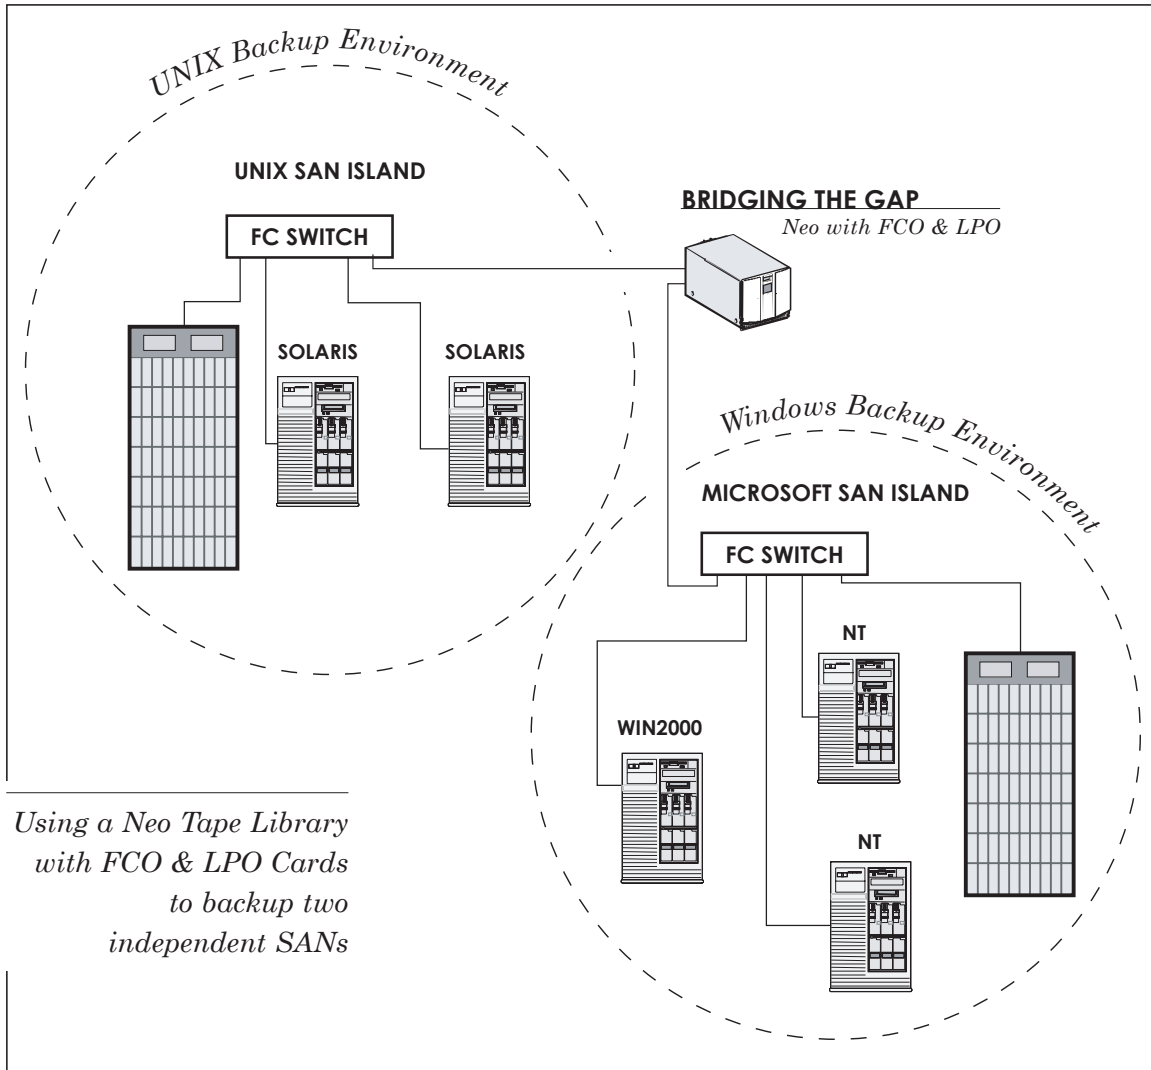 UNIX Backup Environment
UNIX SAN ISLAND
FC SWITCH
SOLARIS
SOLARIS
BRIDGING THE GAP
Neo with FCO & LPO
Windows Backup Environment
MICROSOFT SAN ISLAND
FC SWITCH
NT
WIN2000
NT
Using a Neo Tape Library
with FCO & LPO Cards
to backup two
independent SANs